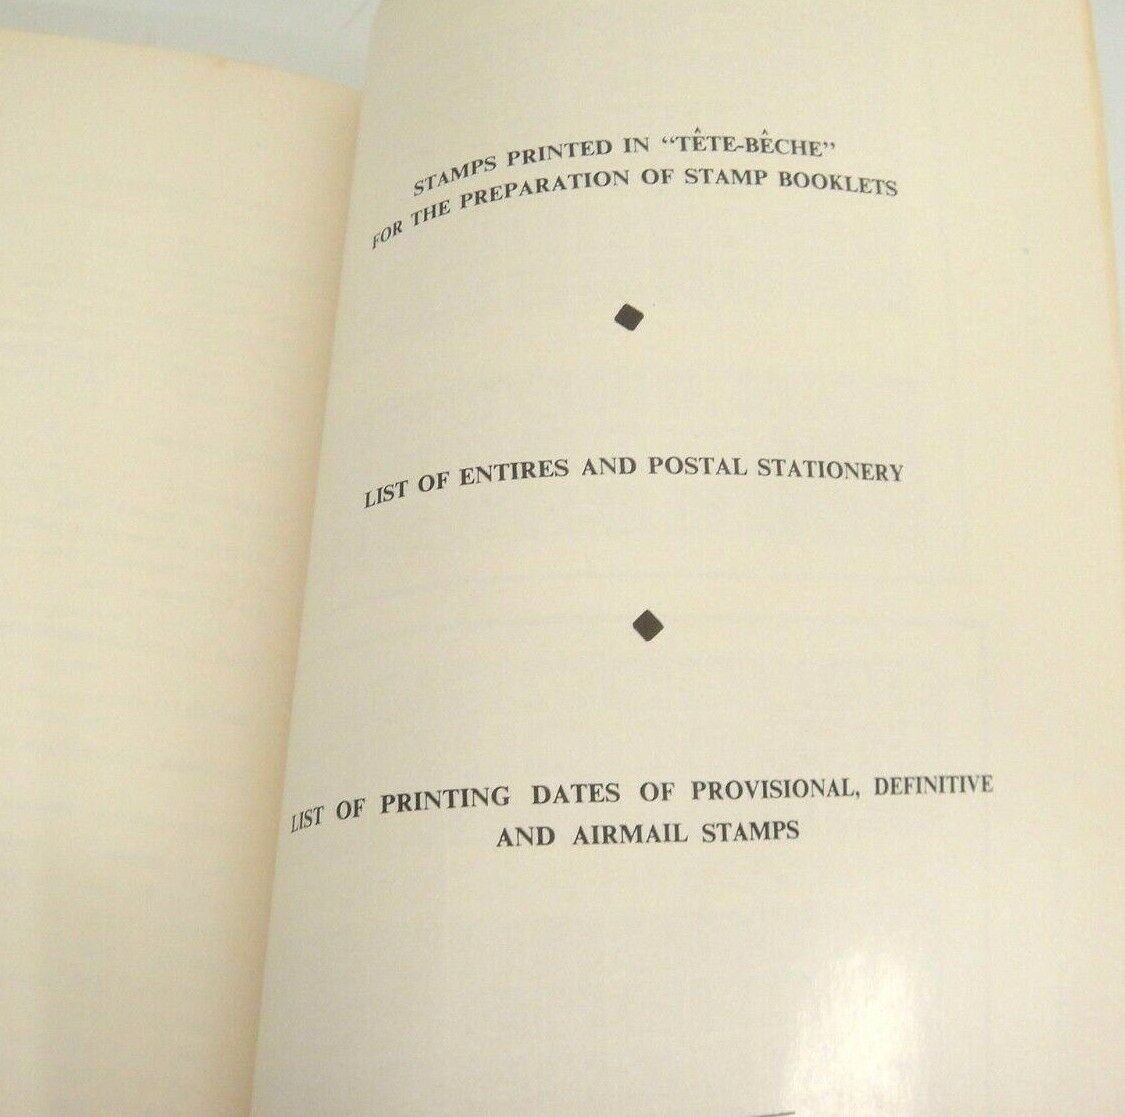 STAMPS PRINTED IN “TÊTE-BÊCHE”
FOR THE PREPARATION OF STAMP BOOKLETS
LIST OF ENTIRES AND POSTAL STATIONERY
LIST OF PRINTING DATES OF PROVISIONAL, DEFINITIVE
AND AIRMAIL STAMPS